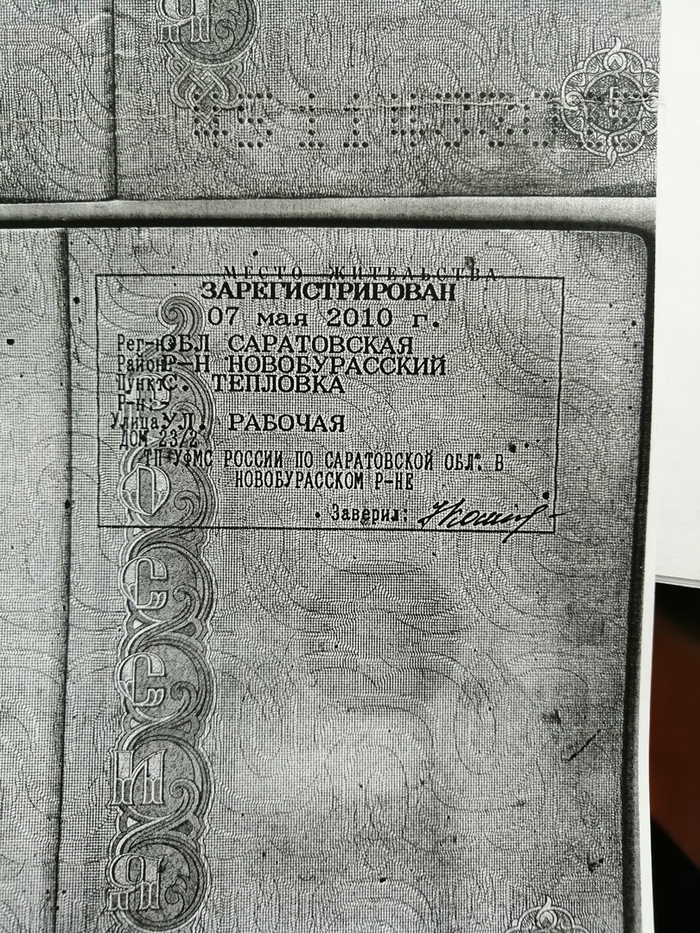 Я
МЕСТО ЖИТЕЛЬСТВА
ЗАРЕГИСТРИРОВАН
07 мая 2010 г.
Рег-н ОБЛ САРАТОВСКАЯ
Район Р-Н НОВОБУРАССКИЙ
Пункт С. ТЕПЛОВКА
Р-н:
Улица УЛ. РАБОЧАЯ
ДОМ 23/2
ТП УФМС РОССИИ ПО САРАТОВСКОЙ ОБЛ. В
НОВОБУРАССКОМ Р-НЕ
Заверил:
О
С
С
И
Я